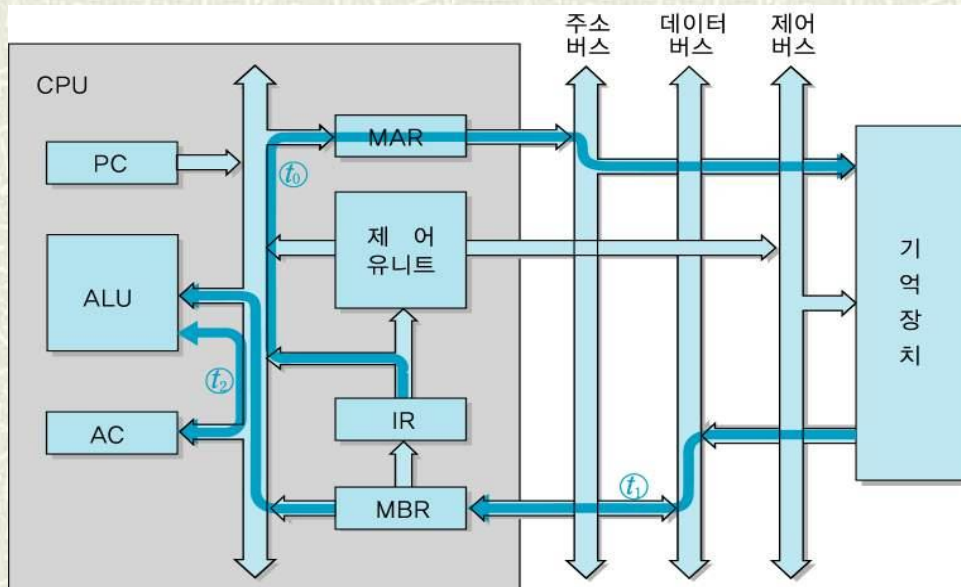 주소
버스
데이터
버스
제어
버스
CPU
MAR
PC
t₀
제 어
유니트
ALU
기
억
장
치
t₂
IR
AC
t₁
MBR